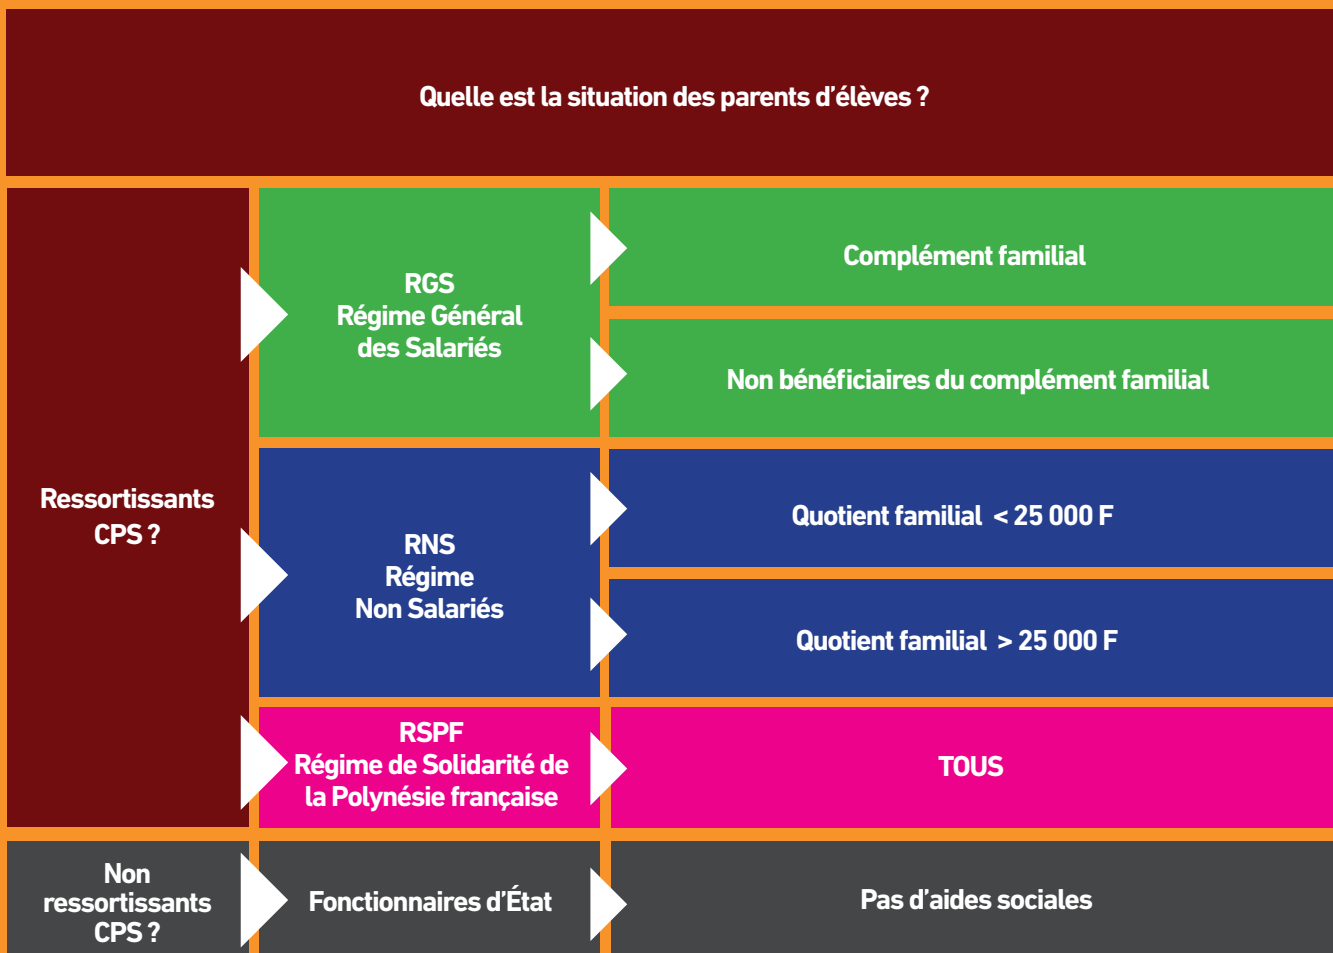 Quelle est la situation des parents d'élèves ?
Ressortissants
CPS ?
RGS
Régime Général
des Salariés
Complément familial
Non bénéficiaires du complément familial
RNS
Régime
Non Salariés
Quotient familial < 25 000 F
Quotient familial > 25 000 F
RSPF
Régime de Solidarité de
la Polynésie française
TOUS
Non
ressortissants
CPS ?
Fonctionnaires d'État
Pas d'aides sociales